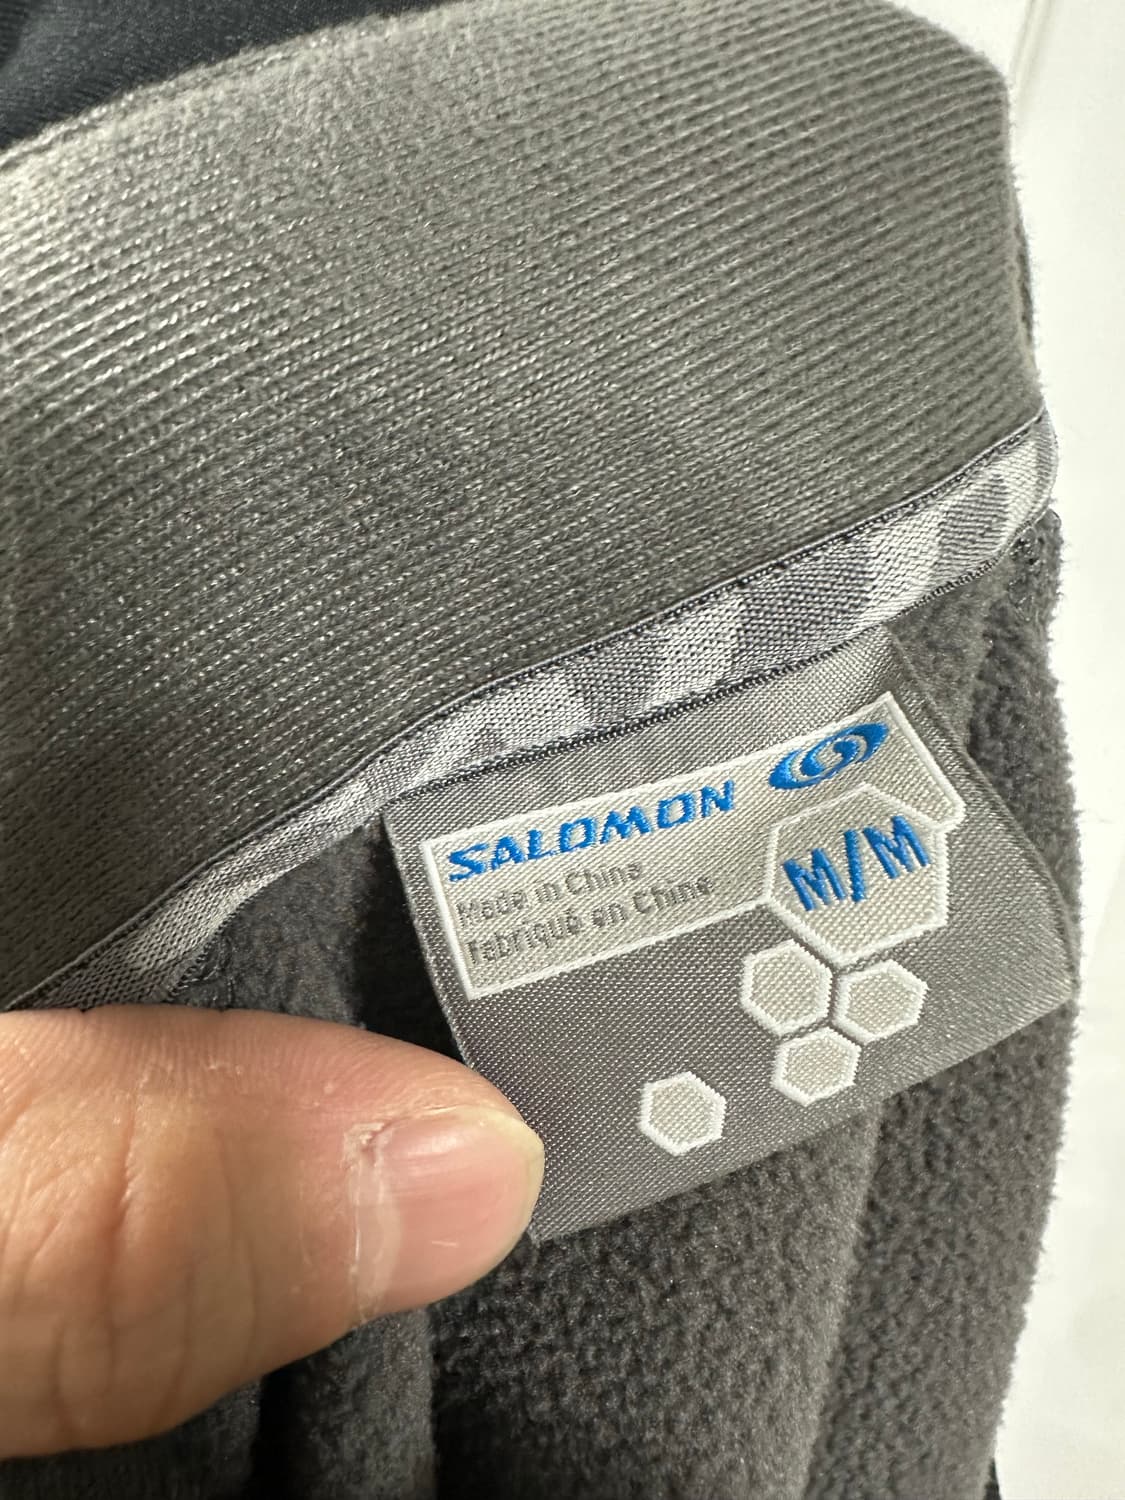 SALOMON
M/M
Made in China
Fabriqué en Chine